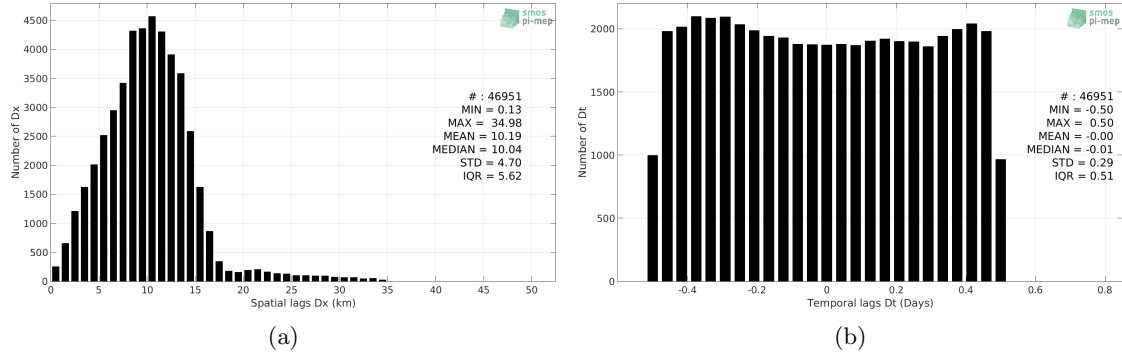 4500
4000
3500
3000
2500
2000
1500
1000
500
0
Number of Dx
smos
pi-mep
# : 46951
MIN = 0.13
MAX = 34.98
MEAN = 10.19
MEDIAN = 10.04
STD = 4.70
IQR = 5.62
0 5 10 15 20 25 30 35 40 45 50
Spatial lags Dx (km)
(a)
2000
1500
1000
500
0
Number of Dt
smos
pi-mep
# : 46951
MIN = -0.50
MAX = 0.50
MEAN = -0.00
MEDIAN = -0.01
STD = 0.29
IQR = 0.51
-0.4 -0.2 0 0.2 0.4 0.6 0.8
Temporal lags Dt (Days)
(b)